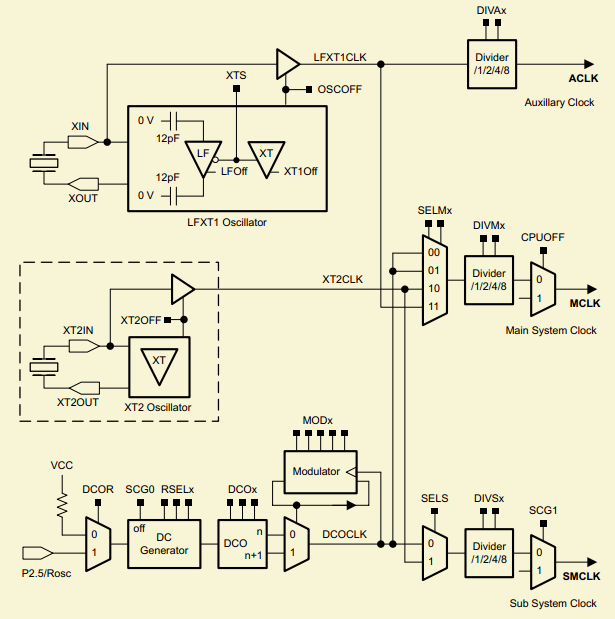 DIVAx
LFXT1CLK
Divider
/1/2/4/8
ACLK
Auxillary Clock
XTS
OSCOFF
XIN
0 V
12pF
LF
XT
LFOff
XT1Off
12pF
0 V
XOUT
LFXT1 Oscillator
SELMx
DIVMx
CPUOFF
00
01
10
11
Divider
/1/2/4/8
0
1
MCLK
Main System Clock
XT2CLK
XT2OFF
XT2IN
XT
XT2OUT
XT2 Oscillator
MODx
Modulator
VCC
DCOR
SCG0
RSELx
DCOx
off
0
1
DC
Generator
DCO
n
n+1
0
1
DCOCLK
P2.5/Rosc
SELS
DIVSx
SCG1
0
1
Divider
/1/2/4/8
0
1
SMCLK
Sub System Clock